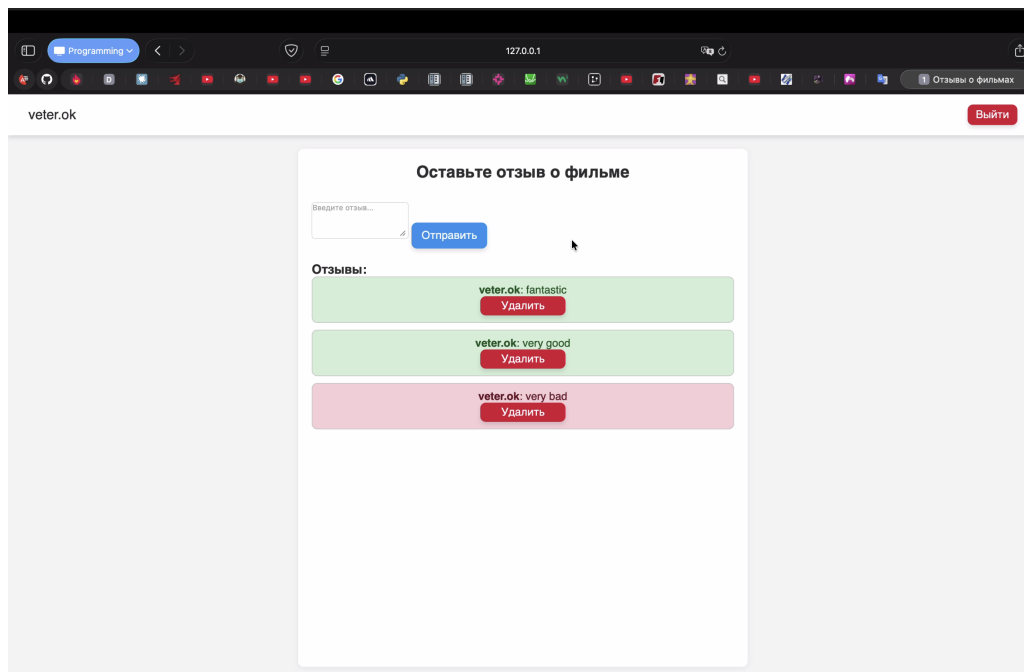 Programming
127.0.0.1
1 Отзывы о фильмах
veter.ok
Выйти
Оставьте отзыв о фильме
Введите отзыв...
Отправить
Отзывы:
veter.ok: fantastic
Удалить
veter.ok: very good
Удалить
veter.ok: very bad
Удалить